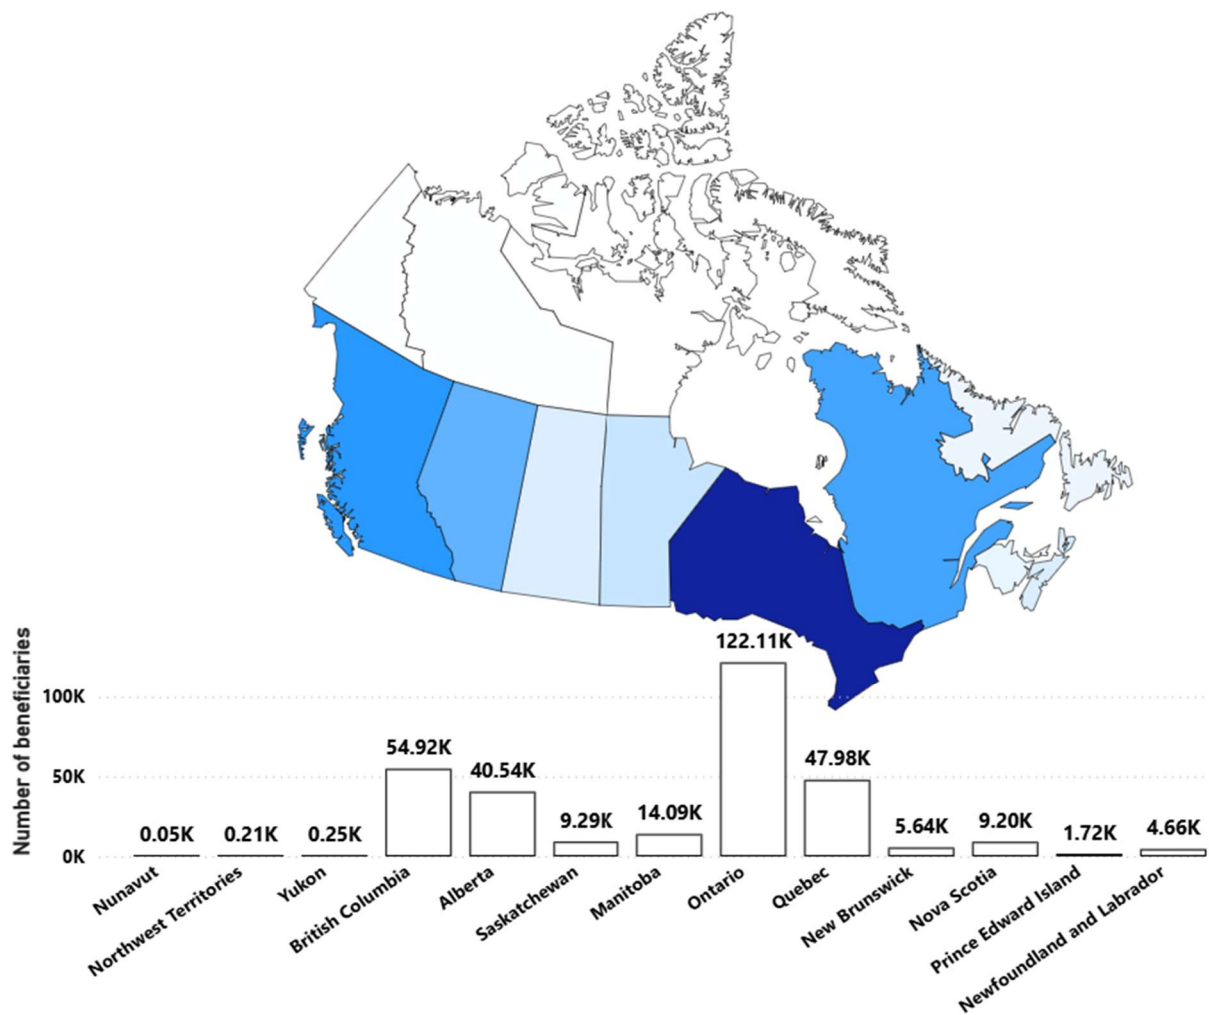 Number of beneficiaries
100K
50K
0K
0.05K
0.21K
0.25K
54.92K
40.54K
9.29K
14.09K
122.11K
47.98K
5.64K
9.20K
1.72K
4.66K
Nunavut
Northwest Territories
Yukon
British Columbia
Alberta
Saskatchewan
Manitoba
Ontario
Quebec
New Brunswick
Nova Scotia
Prince Edward Island
Newfoundland and Labrador